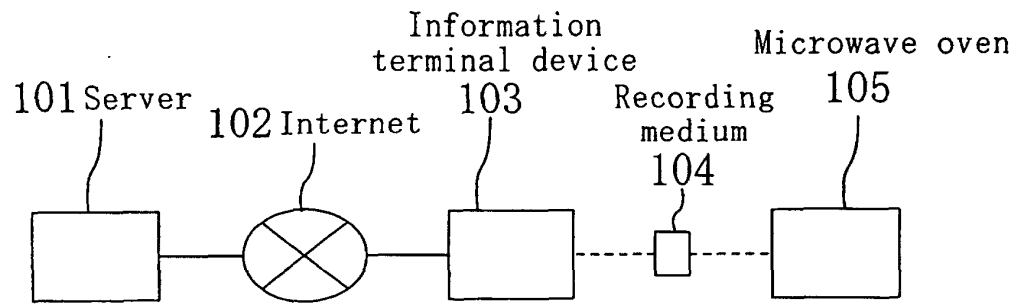 101 Server
102 Internet
Information
terminal device
103
Recording
medium
104
Microwave oven
105